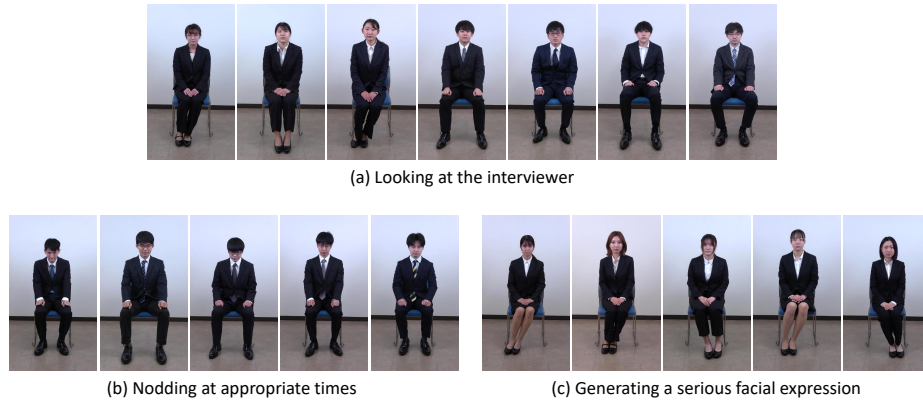 (a) Looking at the interviewer
(b) Nodding at appropriate times
(c) Generating a serious facial expression